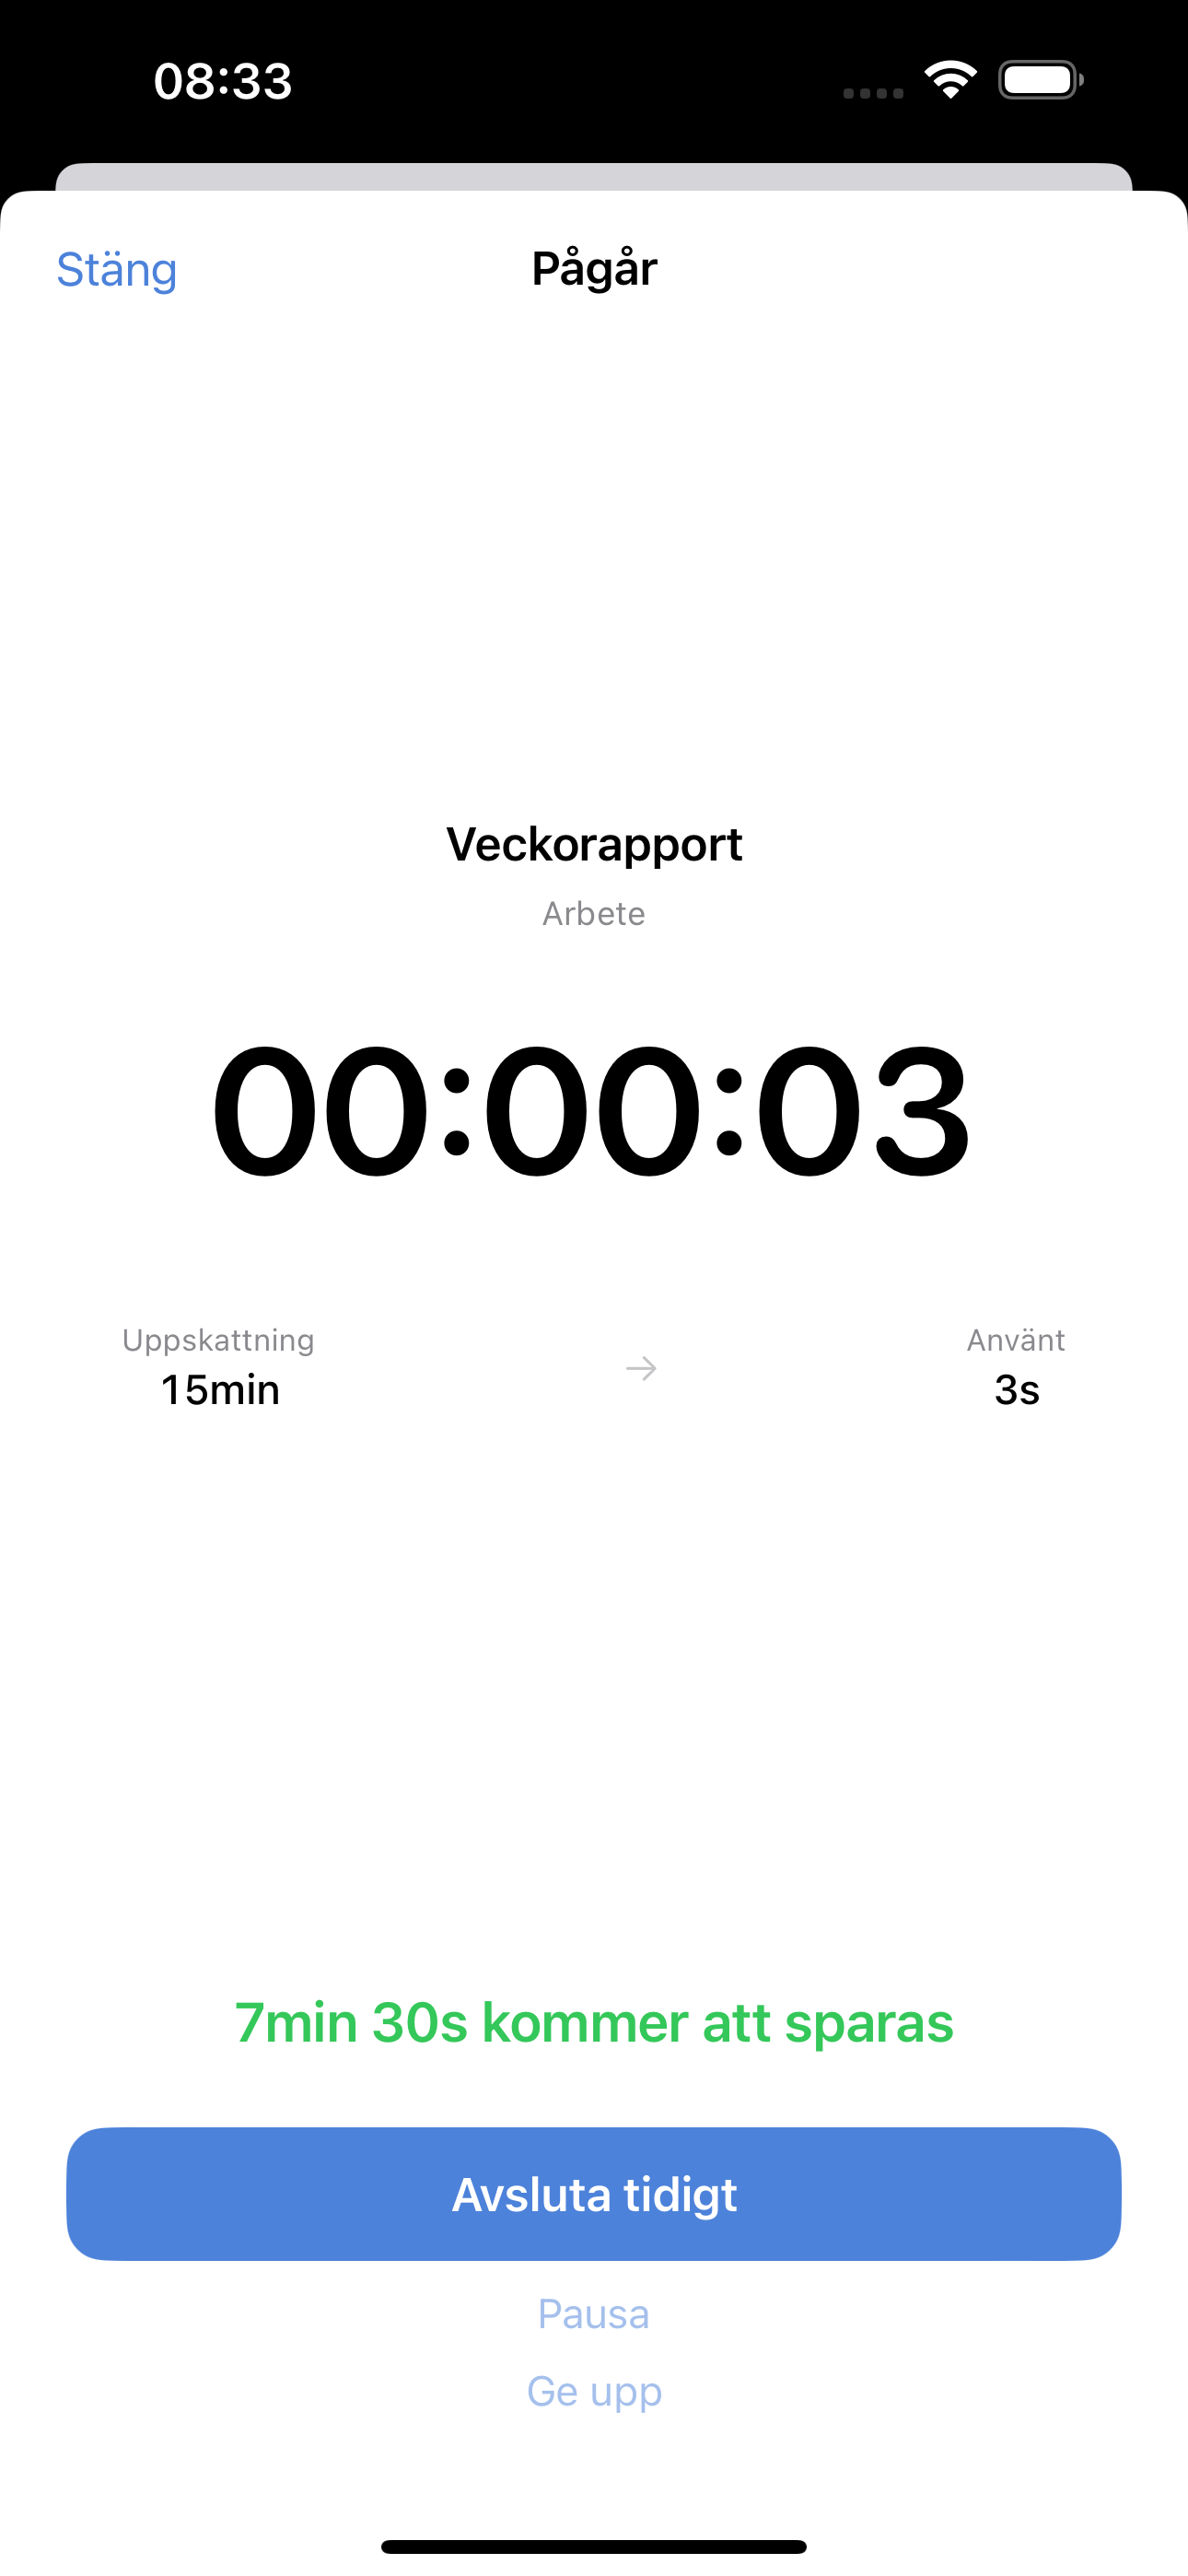 08:33
Stäng
Pågår
Veckorapport
Arbete
00:00:03
Uppskattning
Använt
15min
→
3s
7min 30s kommer att sparas
Avsluta tidigt
Pausa
Ge upp